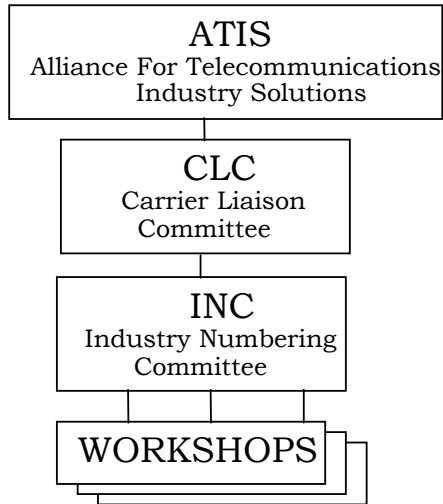 ATIS
Alliance For Telecommunications
Industry Solutions
CLC
Carrier Liaison
Committee
INC
Industry Numbering
Committee
WORKSHOPS